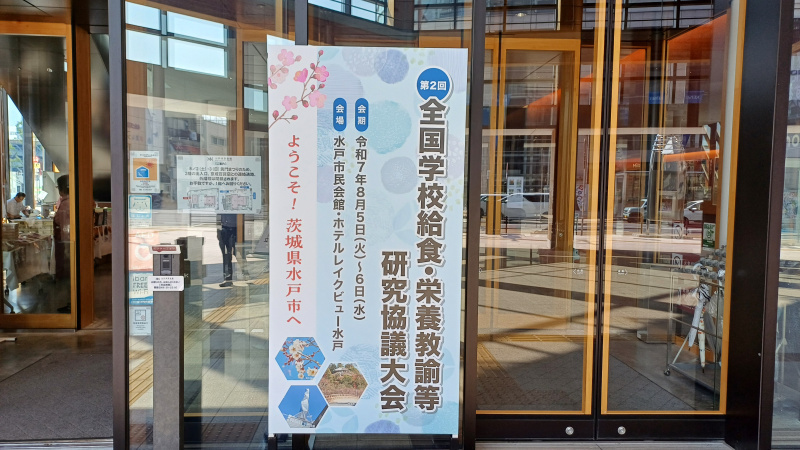 第2回
全国学校給食・栄養教諭等
研究協議大会
会期 令和7年8月5日(火)～6日(水)
会場 水戸市民会館・ホテルレイクビュー水戸
ようこそ！茨城県水戸市へ